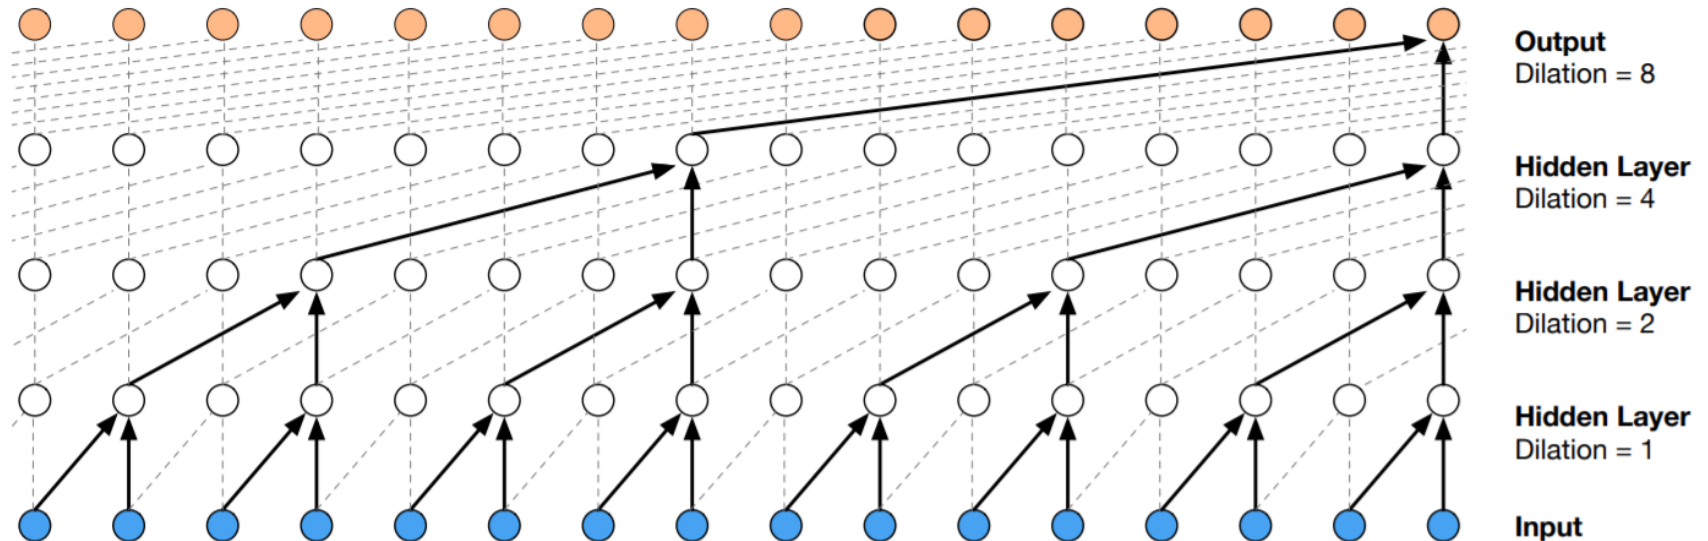 Output
Dilation = 8
Hidden Layer
Dilation = 4
Hidden Layer
Dilation = 2
Hidden Layer
Dilation = 1
Input